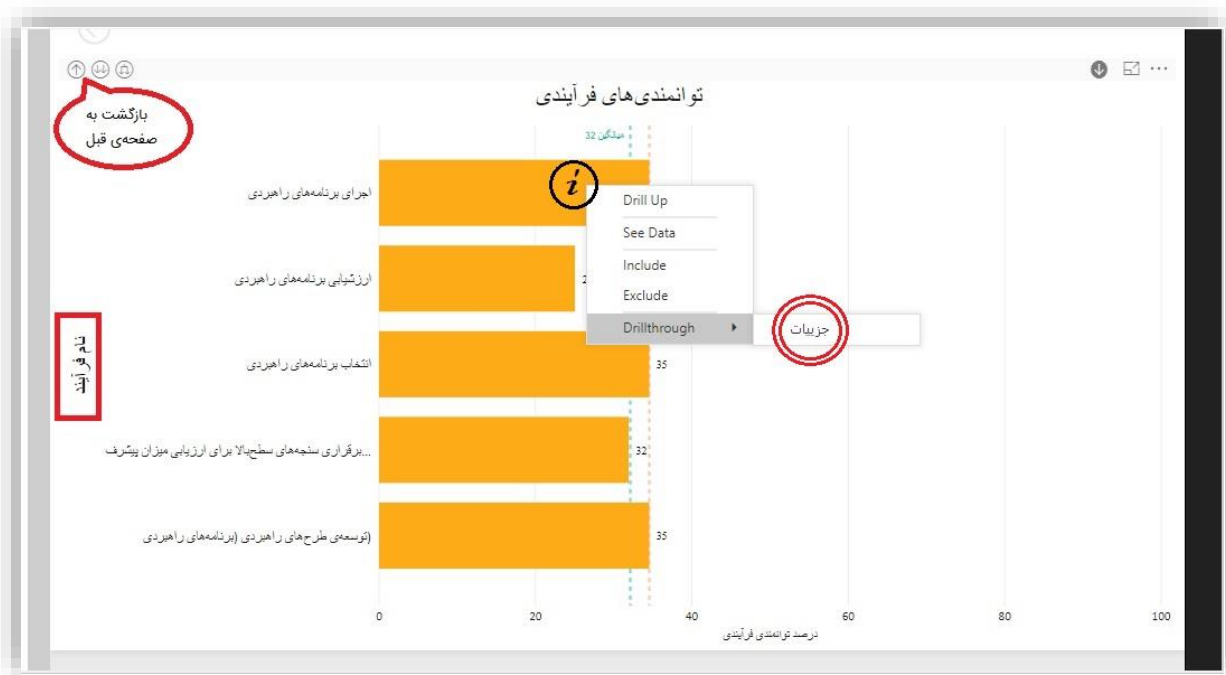 توانمندی‌های فرآیندی
بازگشت به
صفحه‌ی قبل
میانگین 32
اجرای برنامه‌های راهبردی
i
Drill Up
See Data
Include
Exclude
Drillthrough
جزییات
ارزشیابی برنامه‌های راهبردی
2
نام فرآیند
انتخاب برنامه‌های راهبردی
35
...برقراری سنجه‌های سطح‌بالا برای ارزیابی میزان پیشرف
32
(توسعه‌ی طرح‌های راهبردی (برنامه‌های راهبردی
35
0 20 40 60 80 100
درصد توانمندی فرآیندی